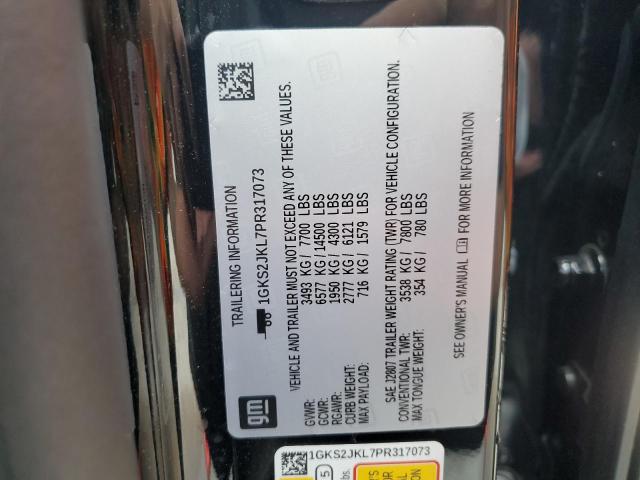 TRAILERING INFORMATION
1GKS2JKL7PR317073
gm
VEHICLE AND TRAILER MUST NOT EXCEED ANY OF THESE VALUES.
GVWR: 3493 KG/ 7700 LBS
GCWR: 6577 KG/14500 LBS
RGAWR: 1950 KG/ 4300 LBS
CURB WEIGHT: 2777 KG/ 6121 LBS
MAX PAYLOAD: 716 KG/ 1579 LBS
SAE J2807 TRAILER WEIGHT RATING (TWR) FOR VEHICLE CONFIGURATION.
CONVENTIONAL TWR: 3538 KG/ 7800 LBS
MAX TONGUE WEIGHT: 354 KG/ 780 LBS
SEE OWNER'S MANUAL FOR MORE INFORMATION
1GKS2JKL7PR317073
5
lbs.